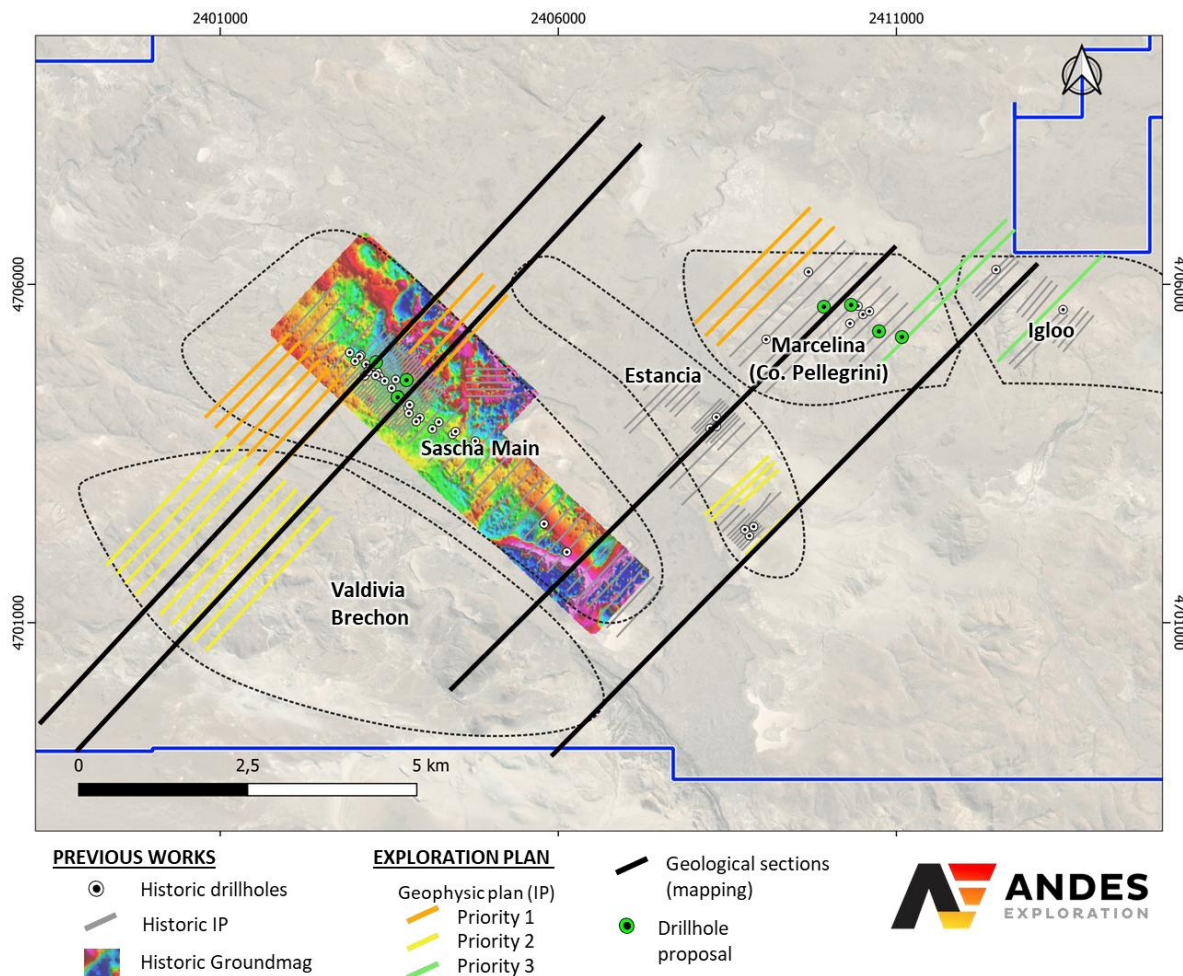 2401000
2406000
2411000
4706000
4706000
Igloo
Marcelina
(Co. Pellegrini)
Estancia
Sascha Main
Valdivia
Brechon
4701000
4701000
0
2,5
5 km
PREVIOUS WORKS
Historic drillholes
Historic IP
Historic Groundmag
EXPLORATION PLAN
Geophysic plan (IP)
Priority 1
Priority 2
Priority 3
Geological sections
(mapping)
Drillhole
proposal
ANDES
EXPLORATION